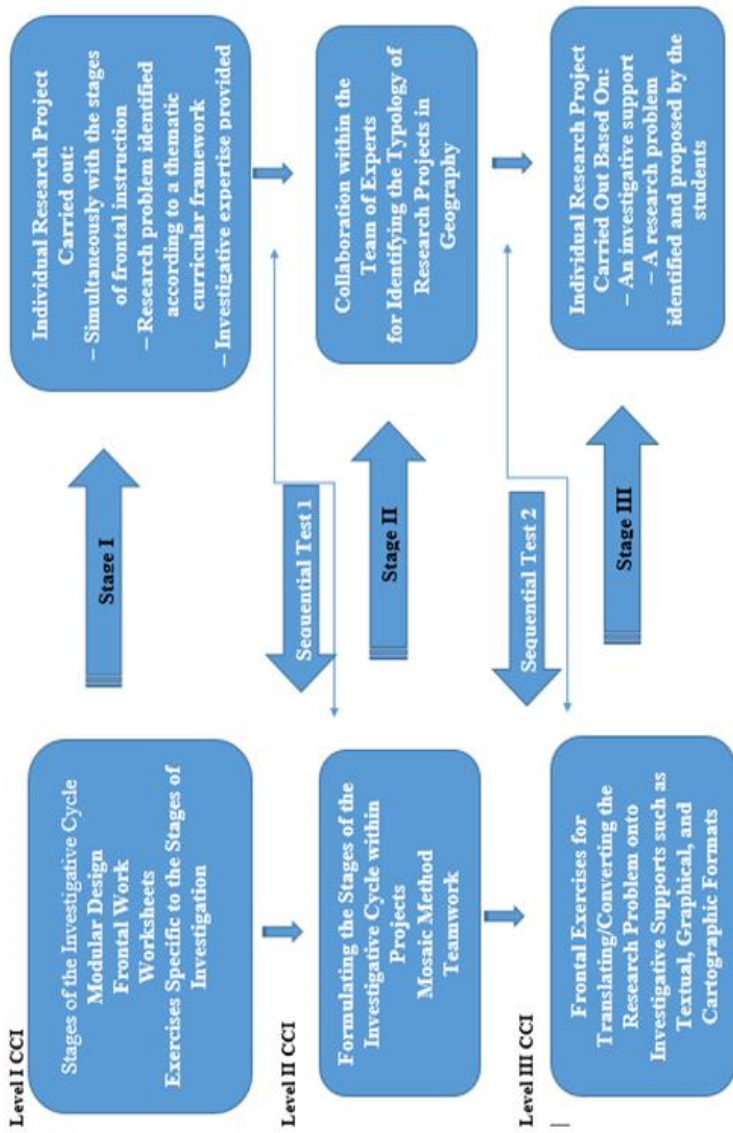 Level I CCI
Stages of the Investigative Cycle
Modular Design
Frontal Work
Worksheets
Exercises Specific to the Stages of
Investigation
Stage I
Individual Research Project
Carried out:
– Simultaneously with the stages
of frontal instruction
– Research problem identified
according to a thematic
curricular framework
– Investigative expertise provided
Sequential Test 1
Level II CCI
Formulating the Stages of the
Investigative Cycle within
Projects
Mosaic Method
Teamwork
Stage II
Collaboration within the
Team of Experts
for Identifying the Typology of
Research Projects in
Geography
Sequential Test 2
Level III CCI
Frontal Exercises for
Translating/Converting the
Research Problem onto
Investigative Supports such as
Textual, Graphical, and
Cartographic Formats
Stage III
Individual Research Project
Carried Out Based On:
– An investigative support
– A research problem
identified and proposed by the
students